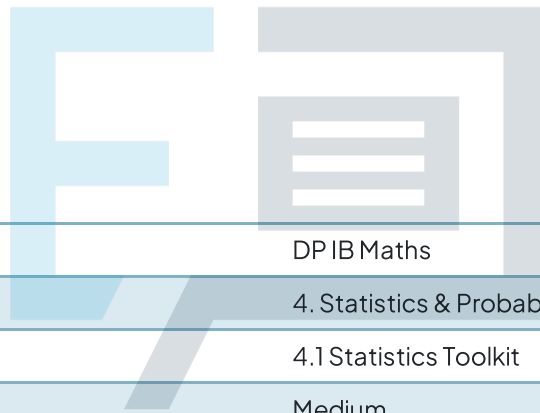 DP IB Maths
4. Statistics & Probab
4.1 Statistics Toolkit
Medium